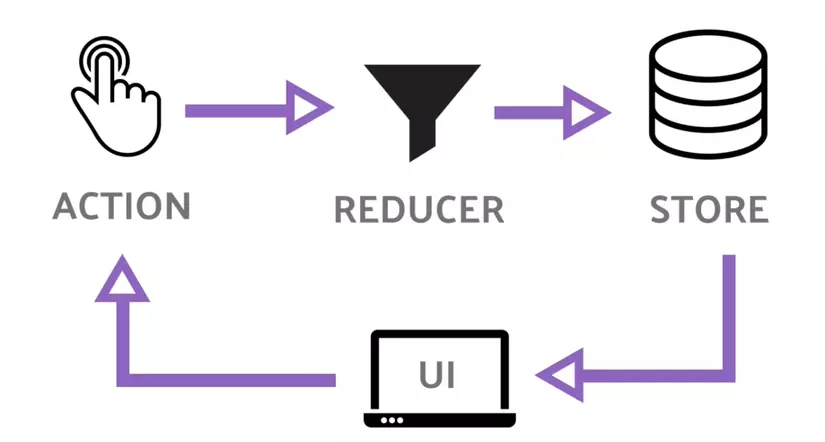 ACTION
REDUCER
STORE
UI